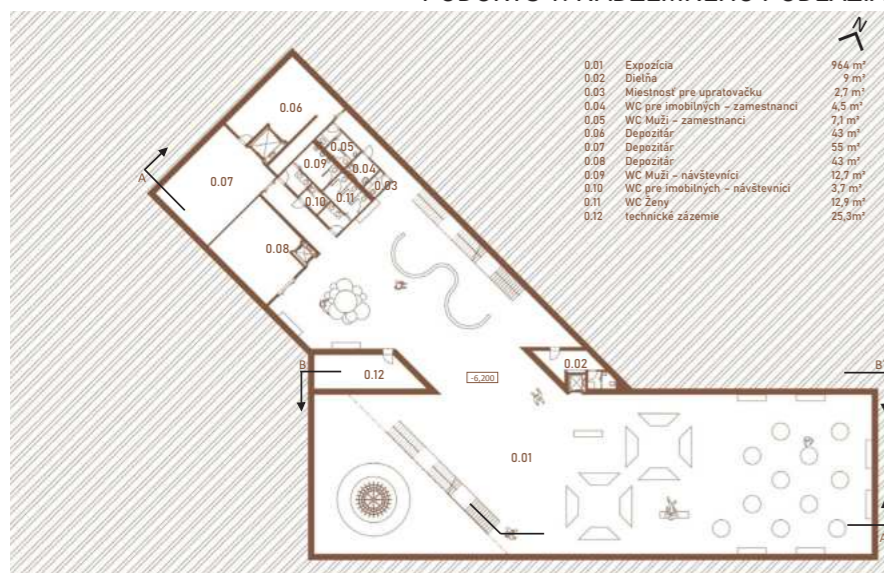 N
0.01 Expozícia 964 m²
0.02 Dielňa 9 m²
0.03 Miestnosť pre upratovačku 2,7 m²
0.04 WC pre imobilných – zamestnanci 4,5 m²
0.05 WC Muži – zamestnanci 7,1 m²
0.06 Depozitár 43 m²
0.07 Depozitár 55 m²
0.08 Depozitár 43 m²
0.09 WC Muži – návštevníci 12,7 m²
0.10 WC pre imobilných – návštevníci 3,7 m²
0.11 WC Ženy 12,9 m²
0.12 technické zázemie 25,3m²
0.06
0.05
0.09
0.04
0.03
A
0.07
0.11
0.10
0.08
B
0.12
-6,200
0.02
B'
0.01
A'